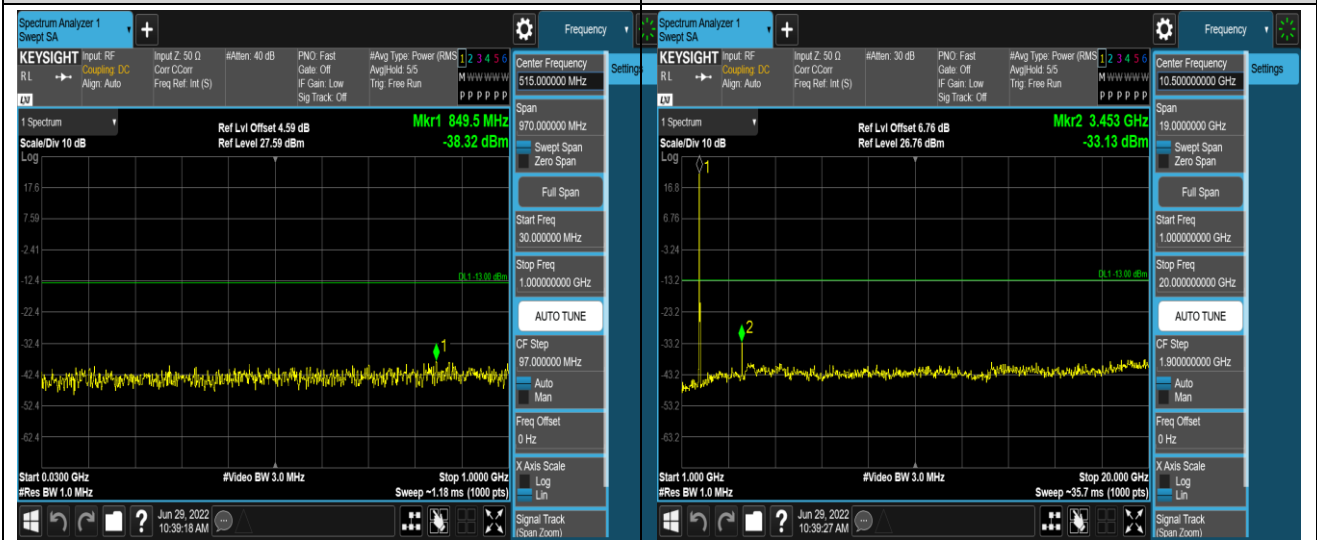 Spectrum Analyzer 1
Swept SA
+
Frequency
KEYSIGHT
Input: RF
Coupling: DC
Align: Auto
Input Z: 50 Ω
Corr CCorr
Freq Ref: Int (S)
#Atten: 40 dB
PNO: Fast
Gate: Off
IF Gain: Low
Sig Track: Off
#Avg Type: Power (RMS
Avg|Hold: 5/5
Trig: Free Run
1 2 3 4 5 6
M W W W W W
P P P P P P
RL
LXI
1 Spectrum
Scale/Div 10 dB
Log
Ref Lvl Offset 4.59 dB
Ref Level 27.59 dBm
Mkr1 849.5 MHz
-38.32 dBm
17.6
7.59
-2.41
-12.4
-22.4
-32.4
-42.4
-52.4
-62.4
DL1 -13.00 dBm
1
Start 0.0300 GHz
#Res BW 1.0 MHz
#Video BW 3.0 MHz
Stop 1.0000 GHz
Sweep ~1.18 ms (1000 pts)
Center Frequency
515.000000 MHz
Settings
Span
970.000000 MHz
Swept Span
Zero Span
Full Span
Start Freq
30.000000 MHz
Stop Freq
1.000000000 GHz
AUTO TUNE
CF Step
97.000000 MHz
Auto
Man
Freq Offset
0 Hz
X Axis Scale
Log
Lin
Signal Track
(Span Zoom)
?
Jun 29, 2022
10:39:18 AM
Spectrum Analyzer 1
Swept SA
+
Frequency
KEYSIGHT
Input: RF
Coupling: DC
Align: Auto
Input Z: 50 Ω
Corr CCorr
Freq Ref: Int (S)
#Atten: 30 dB
PNO: Fast
Gate: Off
IF Gain: Low
Sig Track: Off
#Avg Type: Power (RMS
Avg|Hold: 5/5
Trig: Free Run
1 2 3 4 5 6
M W W W W W
P P P P P P
RL
LXI
1 Spectrum
Scale/Div 10 dB
Log
Ref Lvl Offset 6.76 dB
Ref Level 26.76 dBm
Mkr2 3.453 GHz
-33.13 dBm
16.8
6.76
-3.24
-13.2
-23.2
-33.2
-43.2
-53.2
-63.2
DL1 -13.00 dBm
1
2
Start 1.000 GHz
#Res BW 1.0 MHz
#Video BW 3.0 MHz
Stop 20.000 GHz
Sweep ~35.7 ms (1000 pts)
Center Frequency
10.500000000 GHz
Settings
Span
19.0000000 GHz
Swept Span
Zero Span
Full Span
Start Freq
1.000000000 GHz
Stop Freq
20.000000000 GHz
AUTO TUNE
CF Step
1.900000000 GHz
Auto
Man
Freq Offset
0 Hz
X Axis Scale
Log
Lin
Signal Track
(Span Zoom)
?
Jun 29, 2022
10:39:27 AM